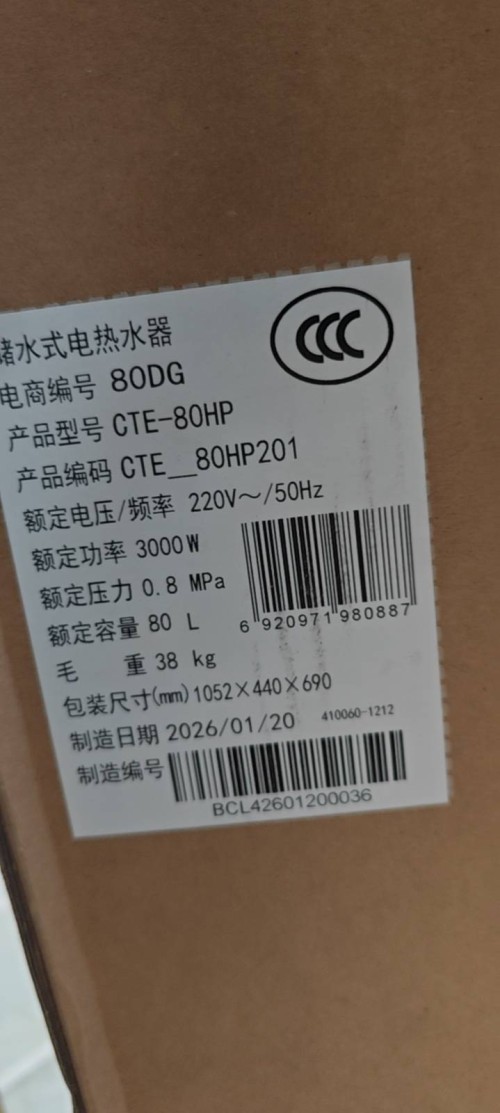 储水式电热水器
CCC
电商编号 80DG
产品型号 CTE-80HP
产品编码 CTE__80HP201
额定电压/频率 220V～/50Hz
额定功率 3000W
额定压力 0.8 MPa
额定容量 80 L
6 920971 980887
毛 重 38 kg
包装尺寸(mm) 1052×440×690
制造日期 2026/01/20
410060-1212
制造编号
BCL42601200036